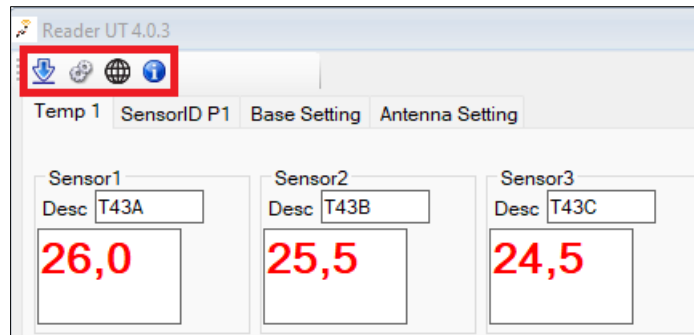 Reader UT 4.0.3
Temp 1 SensorID P1 Base Setting Antenna Setting
Sensor1 Sensor2 Sensor3
Desc T43A Desc T43B Desc T43C
26,0 25,5 24,5